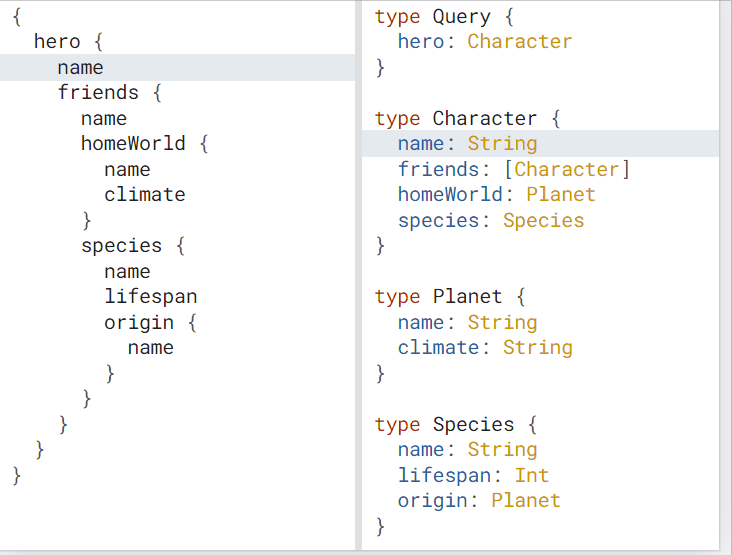 {
  hero {
    name
    friends {
      name
      homeWorld {
        name
        climate
      }
      species {
        name
        lifespan
        origin {
          name
        }
      }
    }
  }
}
type Query {
  hero: Character
}

type Character {
  name: String
  friends: [Character]
  homeWorld: Planet
  species: Species
}

type Planet {
  name: String
  climate: String
}

type Species {
  name: String
  lifespan: Int
  origin: Planet
}